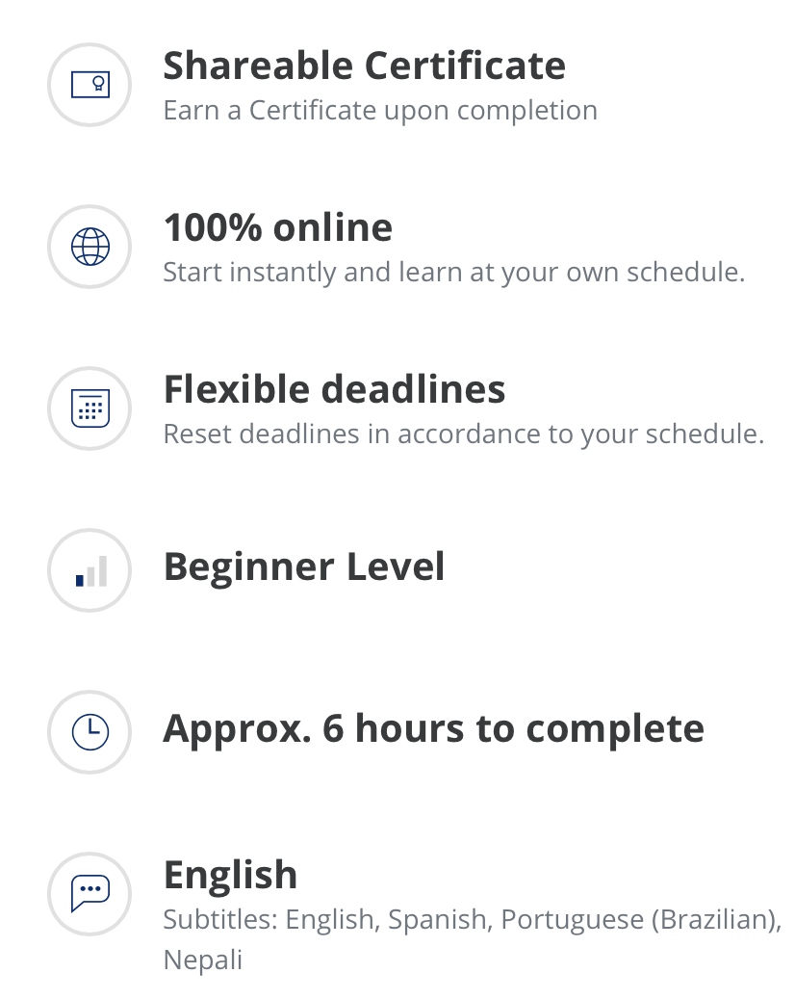 Shareable Certificate
Earn a Certificate upon completion
100% online
Start instantly and learn at your own schedule.
Flexible deadlines
Reset deadlines in accordance to your schedule.
Beginner Level
Approx. 6 hours to complete
English
Subtitles: English, Spanish, Portuguese (Brazilian),
Nepali